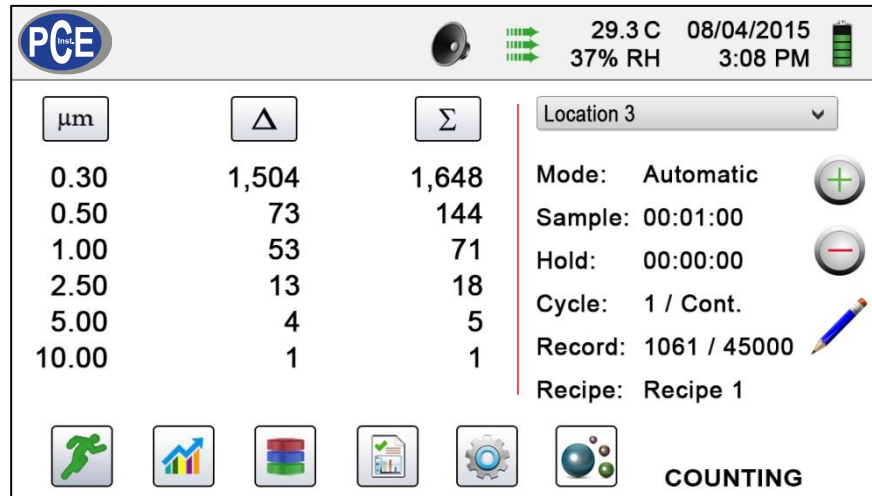 PCE Inst.
29.3 C 08/04/2015
37% RH 3:08 PM
µm Δ Σ
0.30 1,504 1,648
0.50 73 144
1.00 53 71
2.50 13 18
5.00 4 5
10.00 1 1
Location 3
Mode: Automatic
Sample: 00:01:00
Hold: 00:00:00
Cycle: 1 / Cont.
Record: 1061 / 45000
Recipe: Recipe 1
COUNTING